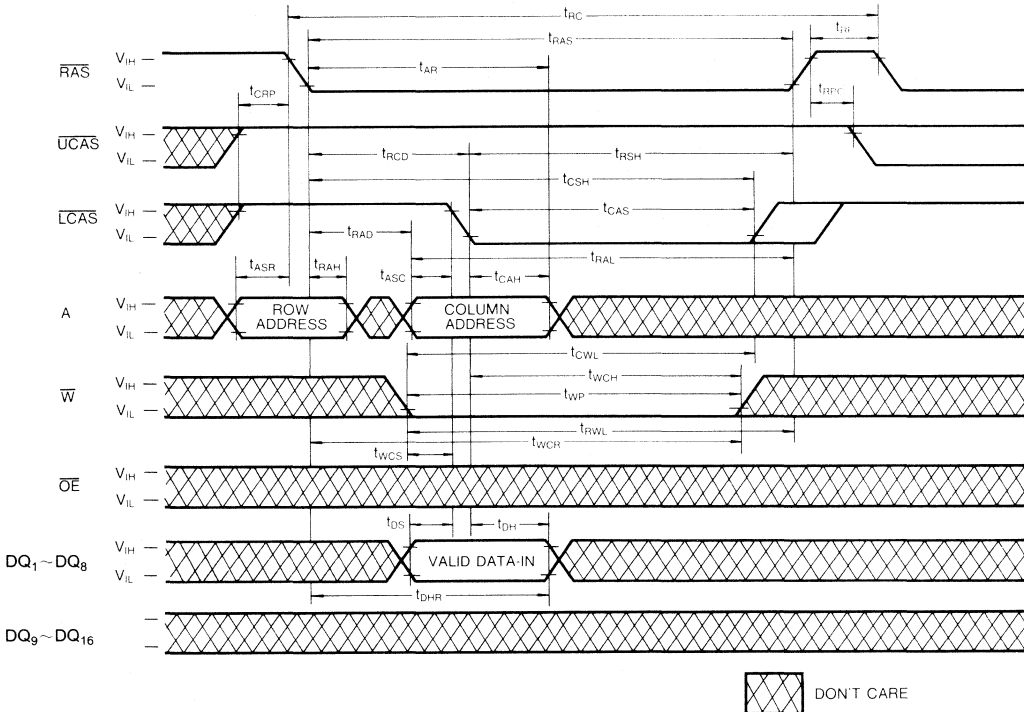 tRC
tRAS
tRP
RAS
VIH
VIL
tAR
tCRP
tRPC
UCAS
VIH
VIL
tRCD
tRSH
tCSH
LCAS
VIH
VIL
tCAS
tRAD
tRAL
tASR
tRAH
tASC
tCAH
A
VIH
VIL
ROW
ADDRESS
COLUMN
ADDRESS
tCWL
tWCH
W
VIH
VIL
tWP
tRWL
tWCR
tWCS
OE
VIH
VIL
tDS
tDH
DQ1~DQ8
VIH
VIL
VALID DATA-IN
tDHR
DQ9~DQ16
DON'T CARE